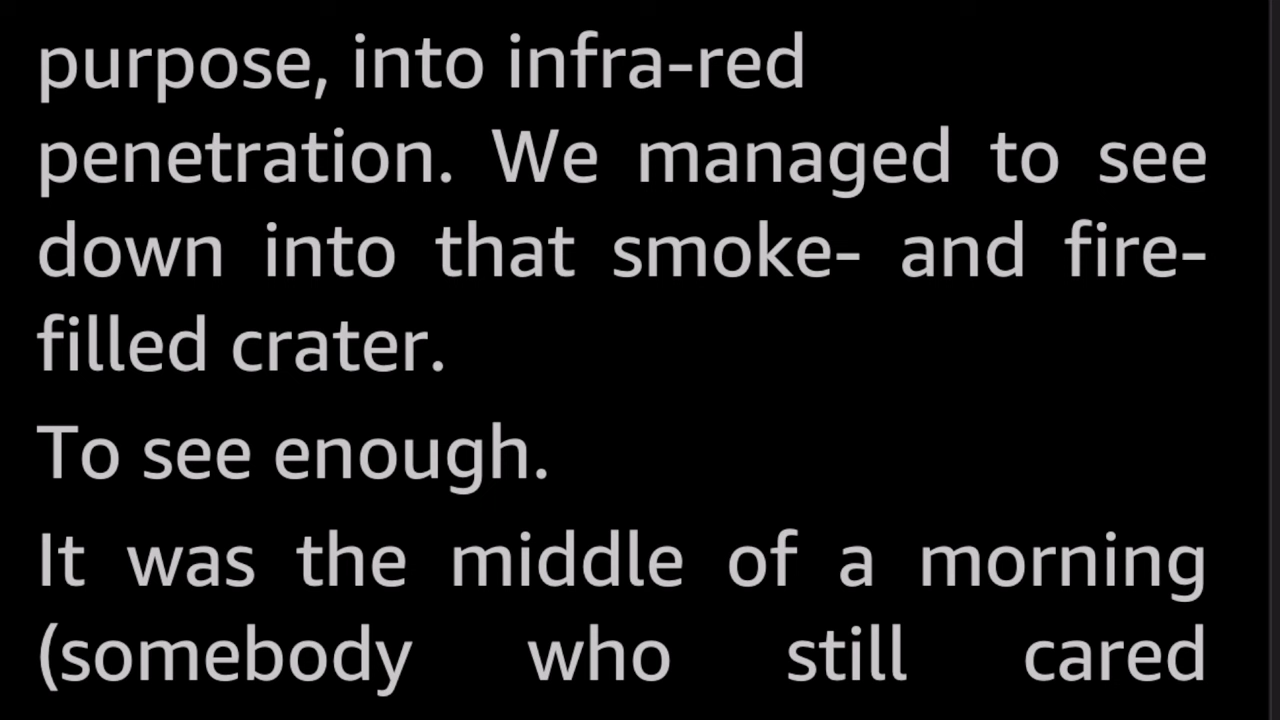 purpose, into infra-red
penetration. We managed to see
down into that smoke- and fire-
filled crater.
To see enough.
It was the middle of a morning
(somebody who still cared